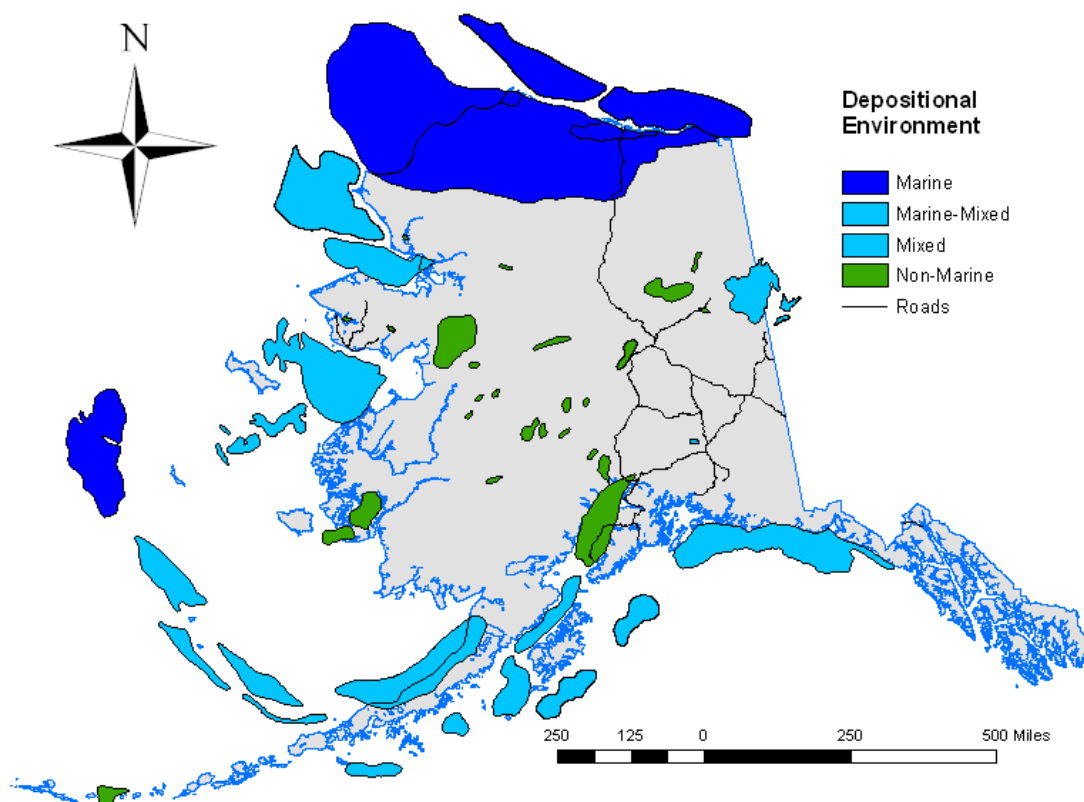 N
Depositional
Environment
Marine
Marine-Mixed
Mixed
Non-Marine
Roads
250 125 0 250 500 Miles